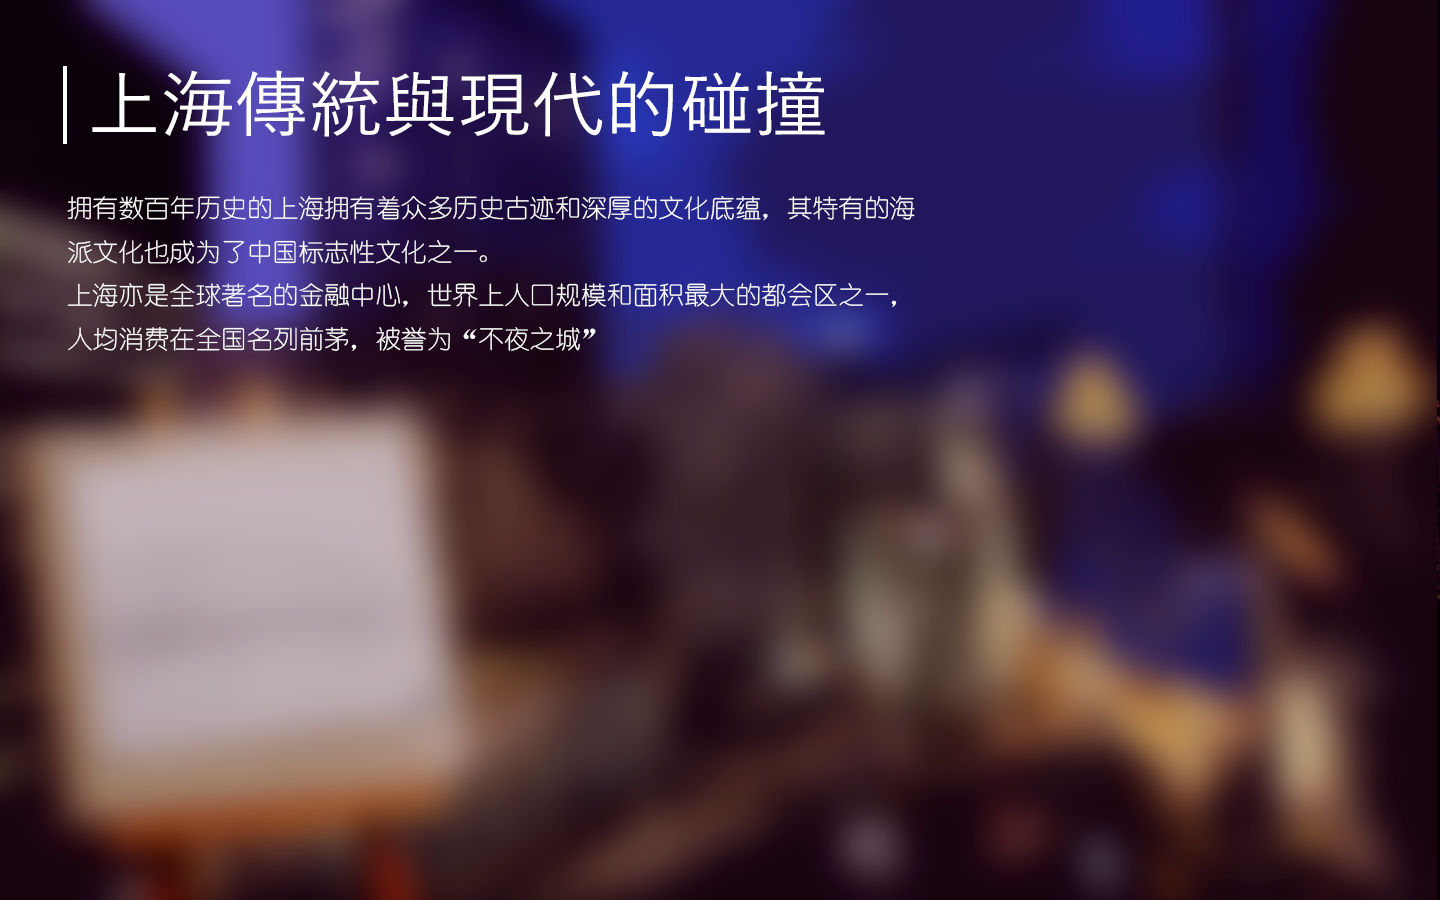 上海傳統與現代的碰撞
拥有数百年历史的上海拥有着众多历史古迹和深厚的文化底蕴，其特有的海
派文化也成为了中国标志性文化之一。
上海亦是全球著名的金融中心，世界上人口规模和面积最大的都会区之一，
人均消费在全国名列前茅，被誉为“不夜之城”